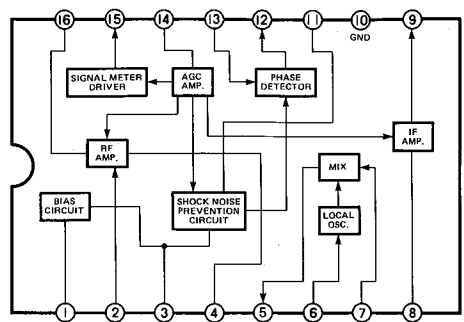 16 15 14 13 12 11 10 9
GND
SIGNAL METER
DRIVER
AGC
AMP.
PHASE
DETECTOR
IF
AMP.
RF
AMP.
MIX
BIAS
CIRCUIT
SHOCK NOISE
PREVENTION
CIRCUIT
LOCAL
OSC.
1 2 3 4 5 6 7 8